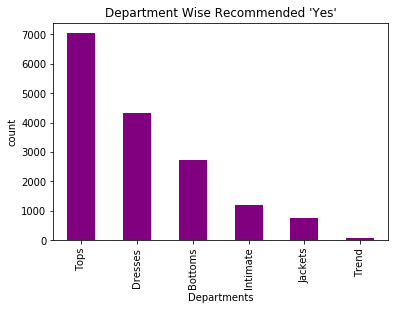 Department Wise Recommended 'Yes'
7000
6000
5000
4000
3000
2000
1000
0
count
Tops
Dresses
Bottoms
Intimate
Jackets
Trend
Departments